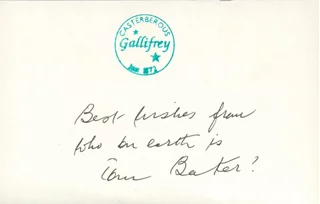 CASTERBEROUS
Gallifrey
Best wishes from
who on earth is
Tom Baker?